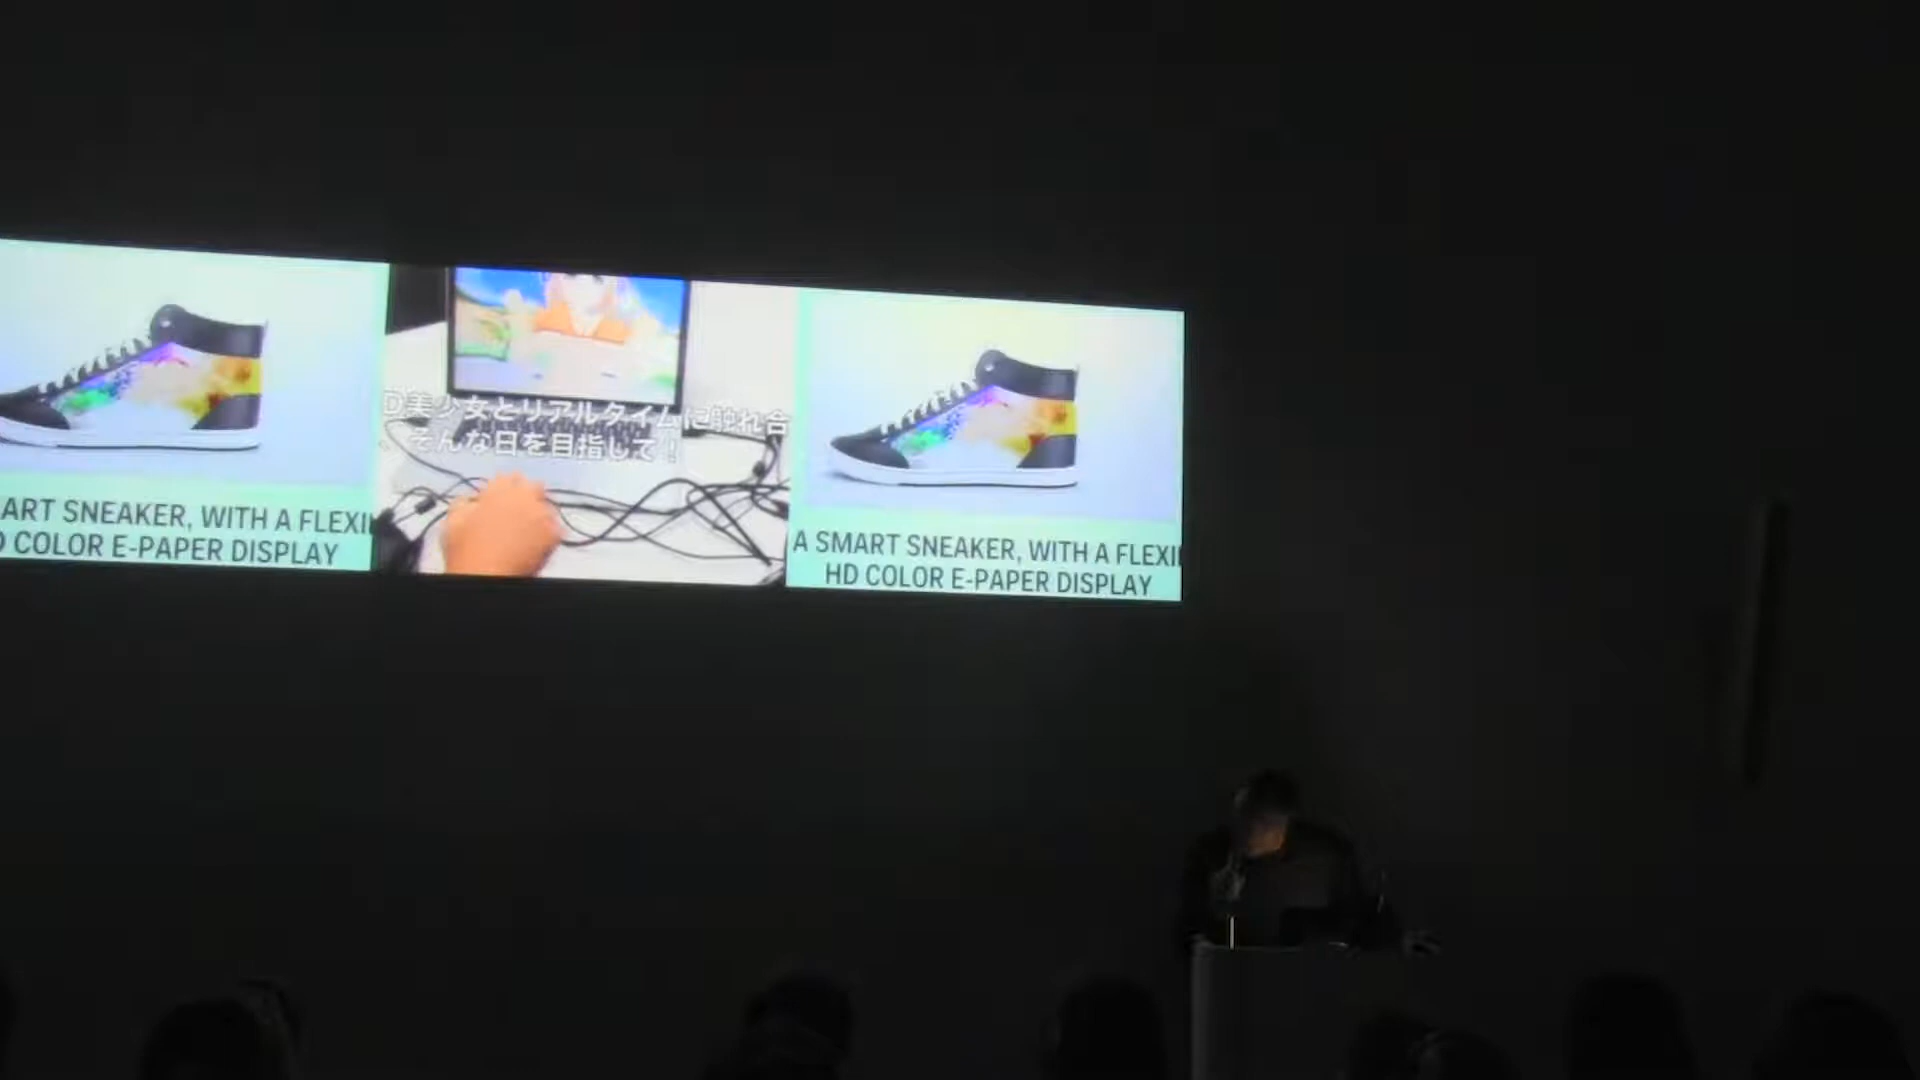 ART SNEAKER, WITH A FLEXI
COLOR E-PAPER DISPLAY
D美少女とリアルタイムに触れ合
そんな日を目指して！
A SMART SNEAKER, WITH A FLEXI
HD COLOR E-PAPER DISPLAY